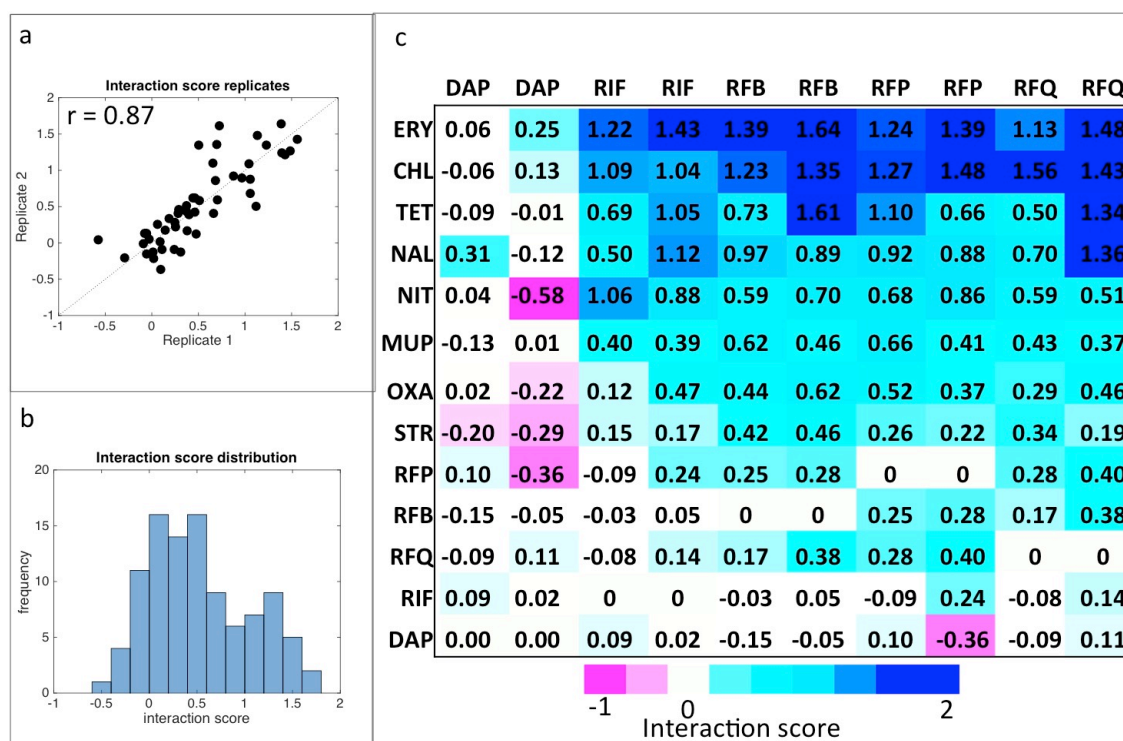 a
Interaction score replicates
r = 0.87
2
1.5
1
0.5
0
-0.5
-1
-1 -0.5 0 0.5 1 1.5 2
Replicate 2
Replicate 1
b
Interaction score distribution
20
15
10
5
0
-1 -0.5 0 0.5 1 1.5 2
frequency
interaction score
c
DAP DAP RIF RIF RFB RFB RFP RFP RFQ RFQ
ERY 0.06 0.25 1.22 1.43 1.39 1.64 1.24 1.39 1.13 1.48
CHL -0.06 0.13 1.09 1.04 1.23 1.35 1.27 1.48 1.56 1.43
TET -0.09 -0.01 0.69 1.05 0.73 1.61 1.10 0.66 0.50 1.34
NAL 0.31 -0.12 0.50 1.12 0.97 0.89 0.92 0.88 0.70 1.36
NIT 0.04 -0.58 1.06 0.88 0.59 0.70 0.68 0.86 0.59 0.51
MUP -0.13 0.01 0.40 0.39 0.62 0.46 0.66 0.41 0.43 0.37
OXA 0.02 -0.22 0.12 0.47 0.44 0.62 0.52 0.37 0.29 0.46
STR -0.20 -0.29 0.15 0.17 0.42 0.46 0.26 0.22 0.34 0.19
RFP 0.10 -0.36 -0.09 0.24 0.25 0.28 0 0 0.28 0.40
RFB -0.15 -0.05 -0.03 0.05 0 0 0.25 0.28 0.17 0.38
RFQ -0.09 0.11 -0.08 0.14 0.17 0.38 0.28 0.40 0 0
RIF 0.09 0.02 0 0 -0.03 0.05 -0.09 0.24 -0.08 0.14
DAP 0.00 0.00 0.09 0.02 -0.15 -0.05 0.10 -0.36 -0.09 0.11
-1 0 2
Interaction score